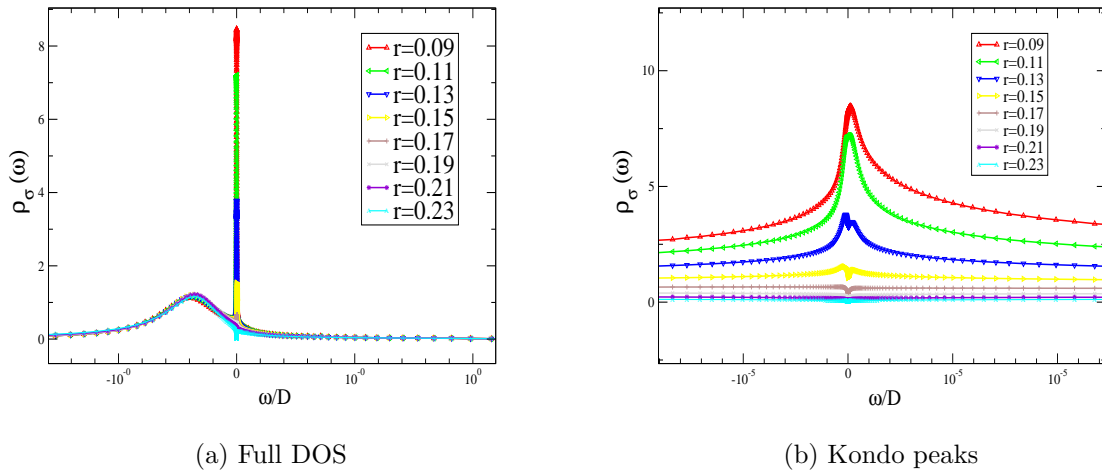 8
6
4
2
0
ρσ(ω)
r=0.09
r=0.11
r=0.13
r=0.15
r=0.17
r=0.19
r=0.21
r=0.23
-10^-0 0 10^-0 10^0
ω/D
(a) Full DOS
10
5
0
ρσ(ω)
r=0.09
r=0.11
r=0.13
r=0.15
r=0.17
r=0.19
r=0.21
r=0.23
-10^-5 0 10^-5 10^-5
ω/D
(b) Kondo peaks